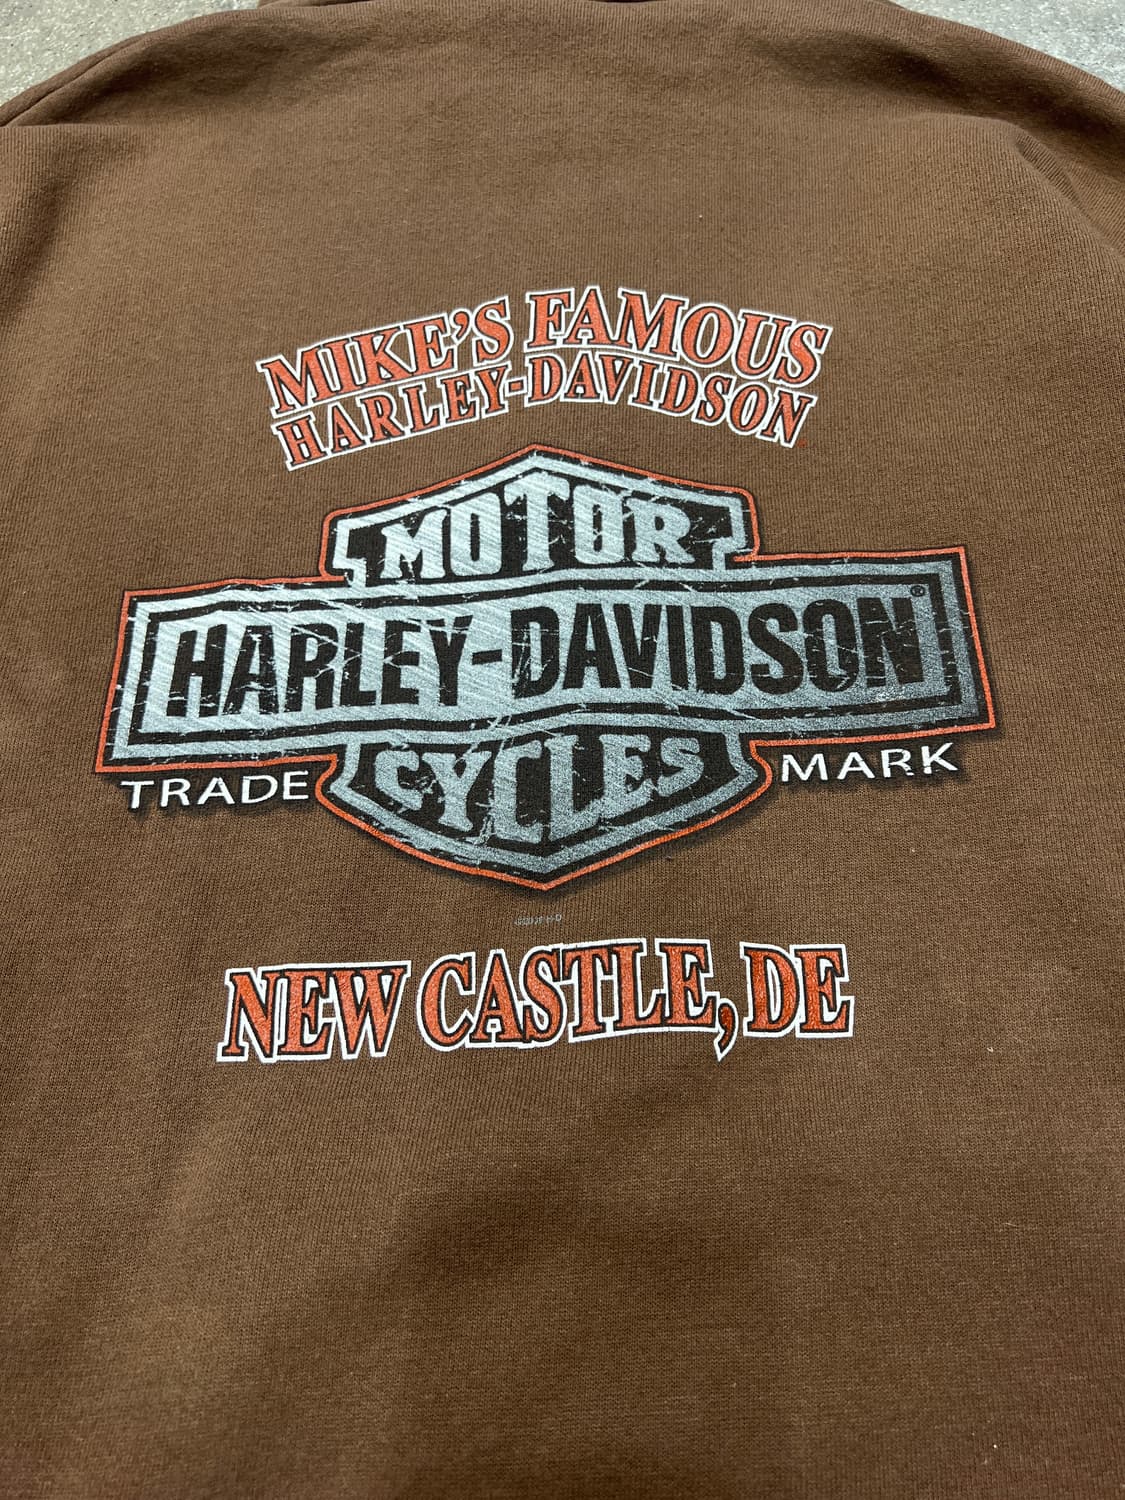 MIKE'S FAMOUS
HARLEY-DAVIDSON
MOTOR
HARLEY-DAVIDSON®
CYCLES
TRADE MARK
H-D
NEW CASTLE, DE